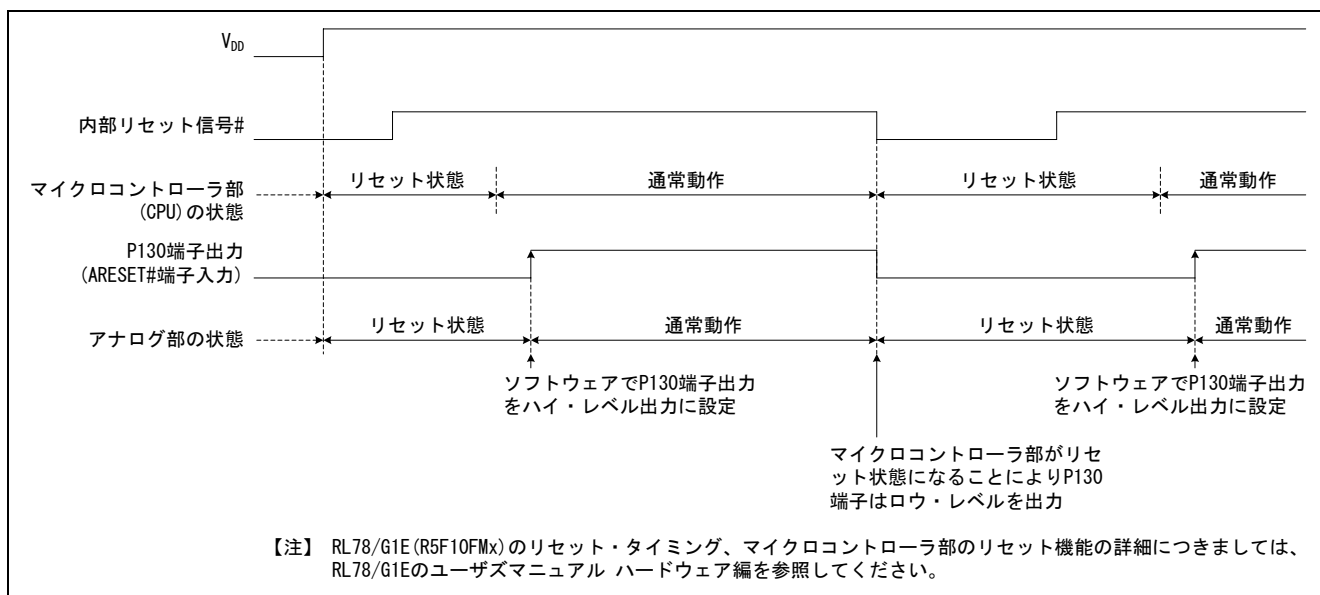 VDD
内部リセット信号#
マイクロコントローラ部
(CPU)の状態
リセット状態
通常動作
リセット状態
通常動作
P130端子出力
(ARESET#端子入力)
アナログ部の状態
リセット状態
通常動作
リセット状態
通常動作
ソフトウェアでP130端子出力
をハイ・レベル出力に設定
ソフトウェアでP130端子出力
をハイ・レベル出力に設定
マイクロコントローラ部がリセ
ット状態になることによりP130
端子はロウ・レベルを出力
【注】 RL78/G1E(R5F10FMx)のリセット・タイミング、マイクロコントローラ部のリセット機能の詳細につきましては、
RL78/G1Eのユーザズマニュアル ハードウェア編を参照してください。